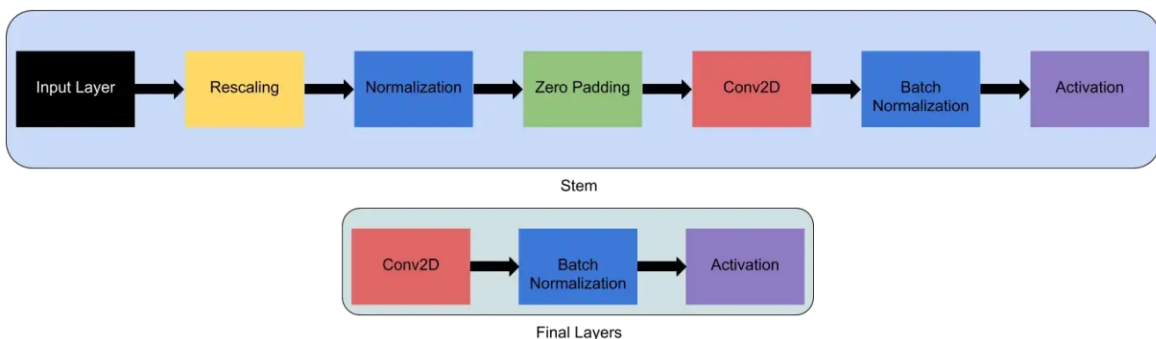 Input Layer
Rescaling
Normalization
Zero Padding
Conv2D
Batch
Normalization
Activation
Stem
Conv2D
Batch
Normalization
Activation
Final Layers